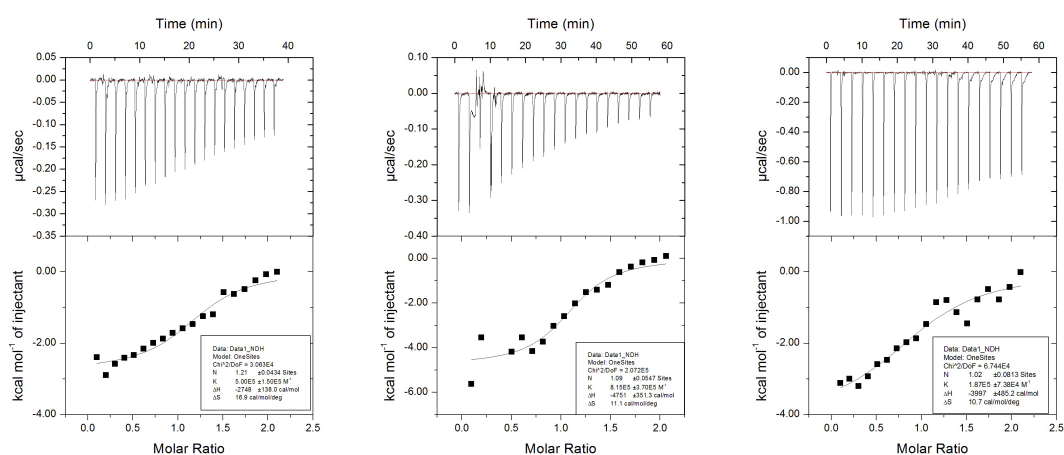 Time (min)
0 10 20 30 40
0.05
0.00
-0.05
-0.10
-0.15
-0.20
-0.25
-0.30
-0.35
µcal/sec
0.00
-2.00
-4.00
kcal mol-1 of injectant
Data: Data1_NDH
Model: OneSites
Chi^2/DoF = 3.063E4
N 1.21 ±0.0434 Sites
K 5.00E5 ±1.50E5 M-1
ΔH -2748 ±138.0 cal/mol
ΔS 16.9 cal/mol/deg
0.0 0.5 1.0 1.5 2.0 2.5
Molar Ratio
Time (min)
0 10 20 30 40 50 60
0.10
0.00
-0.10
-0.20
-0.30
-0.40
µcal/sec
0.00
-2.00
-4.00
-6.00
kcal mol-1 of injectant
Data: Data1_NDH
Model: OneSites
Chi^2/DoF = 2.072E5
N 1.09 ±0.0547 Sites
K 8.15E5 ±3.70E5 M-1
ΔH -4751 ±351.3 cal/mol
ΔS 11.1 cal/mol/deg
0.0 0.5 1.0 1.5 2.0
Molar Ratio
Time (min)
0 10 20 30 40 50 60
0.00
-0.20
-0.40
-0.60
-0.80
-1.00
µcal/sec
0.00
-2.00
-4.00
kcal mol-1 of injectant
Data: Data1_NDH
Model: OneSites
Chi^2/DoF = 6.744E4
N 1.02 ±0.0813 Sites
K 1.87E5 ±7.38E4 M-1
ΔH -3997 ±485.2 cal/mol
ΔS 10.7 cal/mol/deg
0.0 0.5 1.0 1.5 2.0 2.5
Molar Ratio